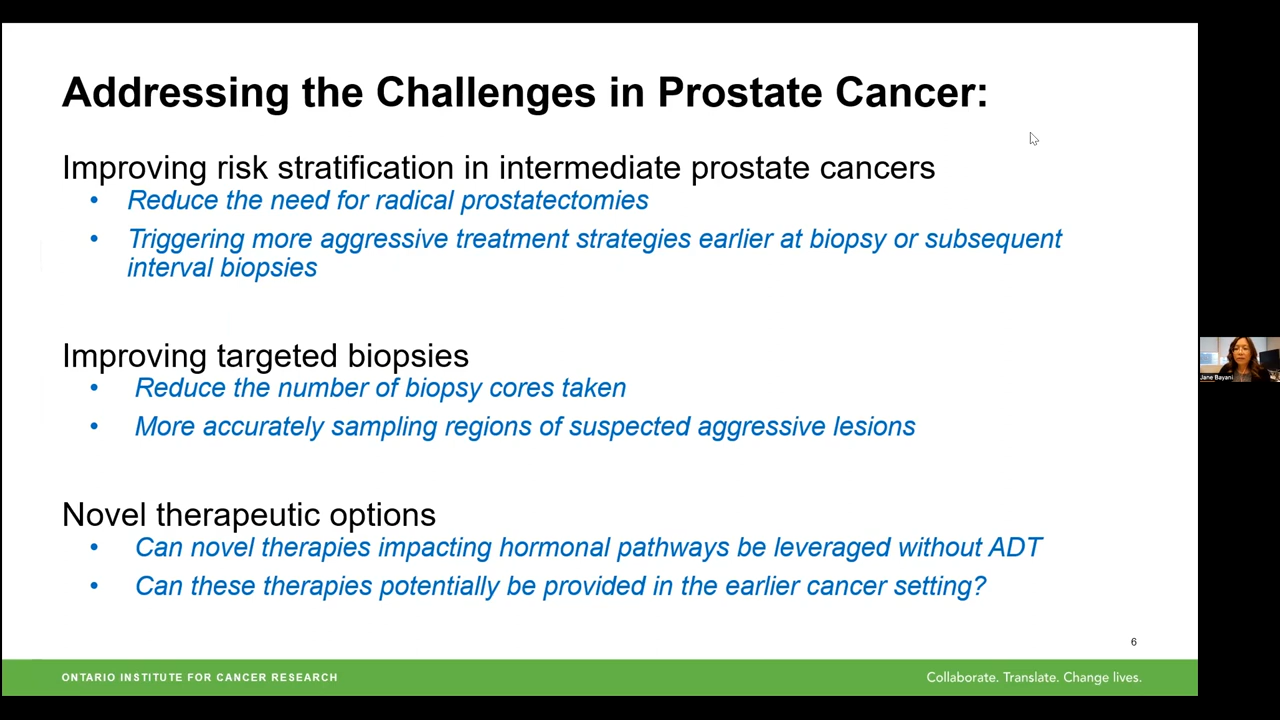 Addressing the Challenges in Prostate Cancer:
Improving risk stratification in intermediate prostate cancers
• Reduce the need for radical prostatectomies
• Triggering more aggressive treatment strategies earlier at biopsy or subsequent
interval biopsies
Improving targeted biopsies
• Reduce the number of biopsy cores taken
• More accurately sampling regions of suspected aggressive lesions
Novel therapeutic options
• Can novel therapies impacting hormonal pathways be leveraged without ADT
• Can these therapies potentially be provided in the earlier cancer setting?
6
ONTARIO INSTITUTE FOR CANCER RESEARCH
Collaborate. Translate. Change lives.
Jane Bayani